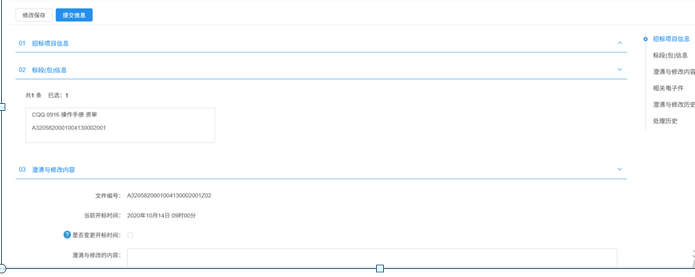 修改保存 提交信息
01 招标项目信息
02 标段(包)信息
共1 条 已选：1
CQQ 0916 操作手册 资审
A3205820001004130002001
03 澄清与修改内容
文件编号： A3205820001004130002001Z02
当前开标时间： 2020年10月14日 09时00分
? 是否变更开标时间：
澄清与修改的内容：
招标项目信息
标段(包)信息
澄清与修改内容
相关电子件
澄清与修改历史
处理历史